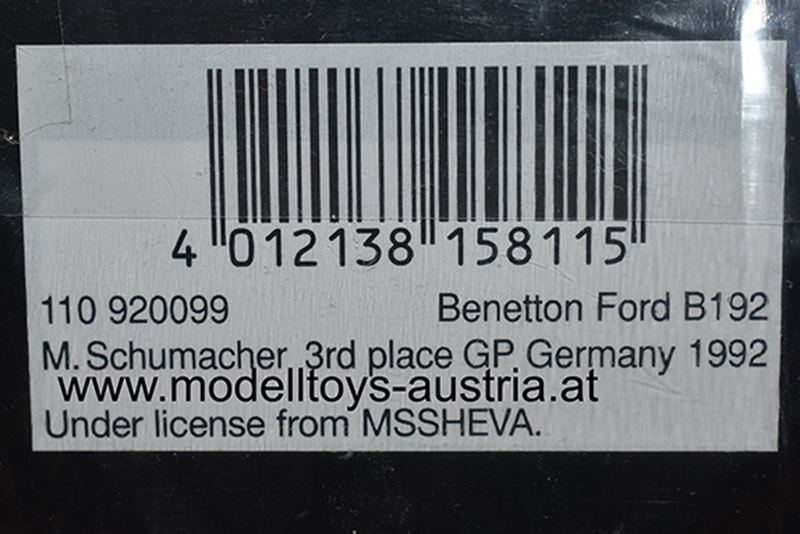 4 012138 158115
110 920099 Benetton Ford B192
M. Schumacher 3rd place GP Germany 1992
www.modelltoys-austria.at
Under license from MSSHEVA.